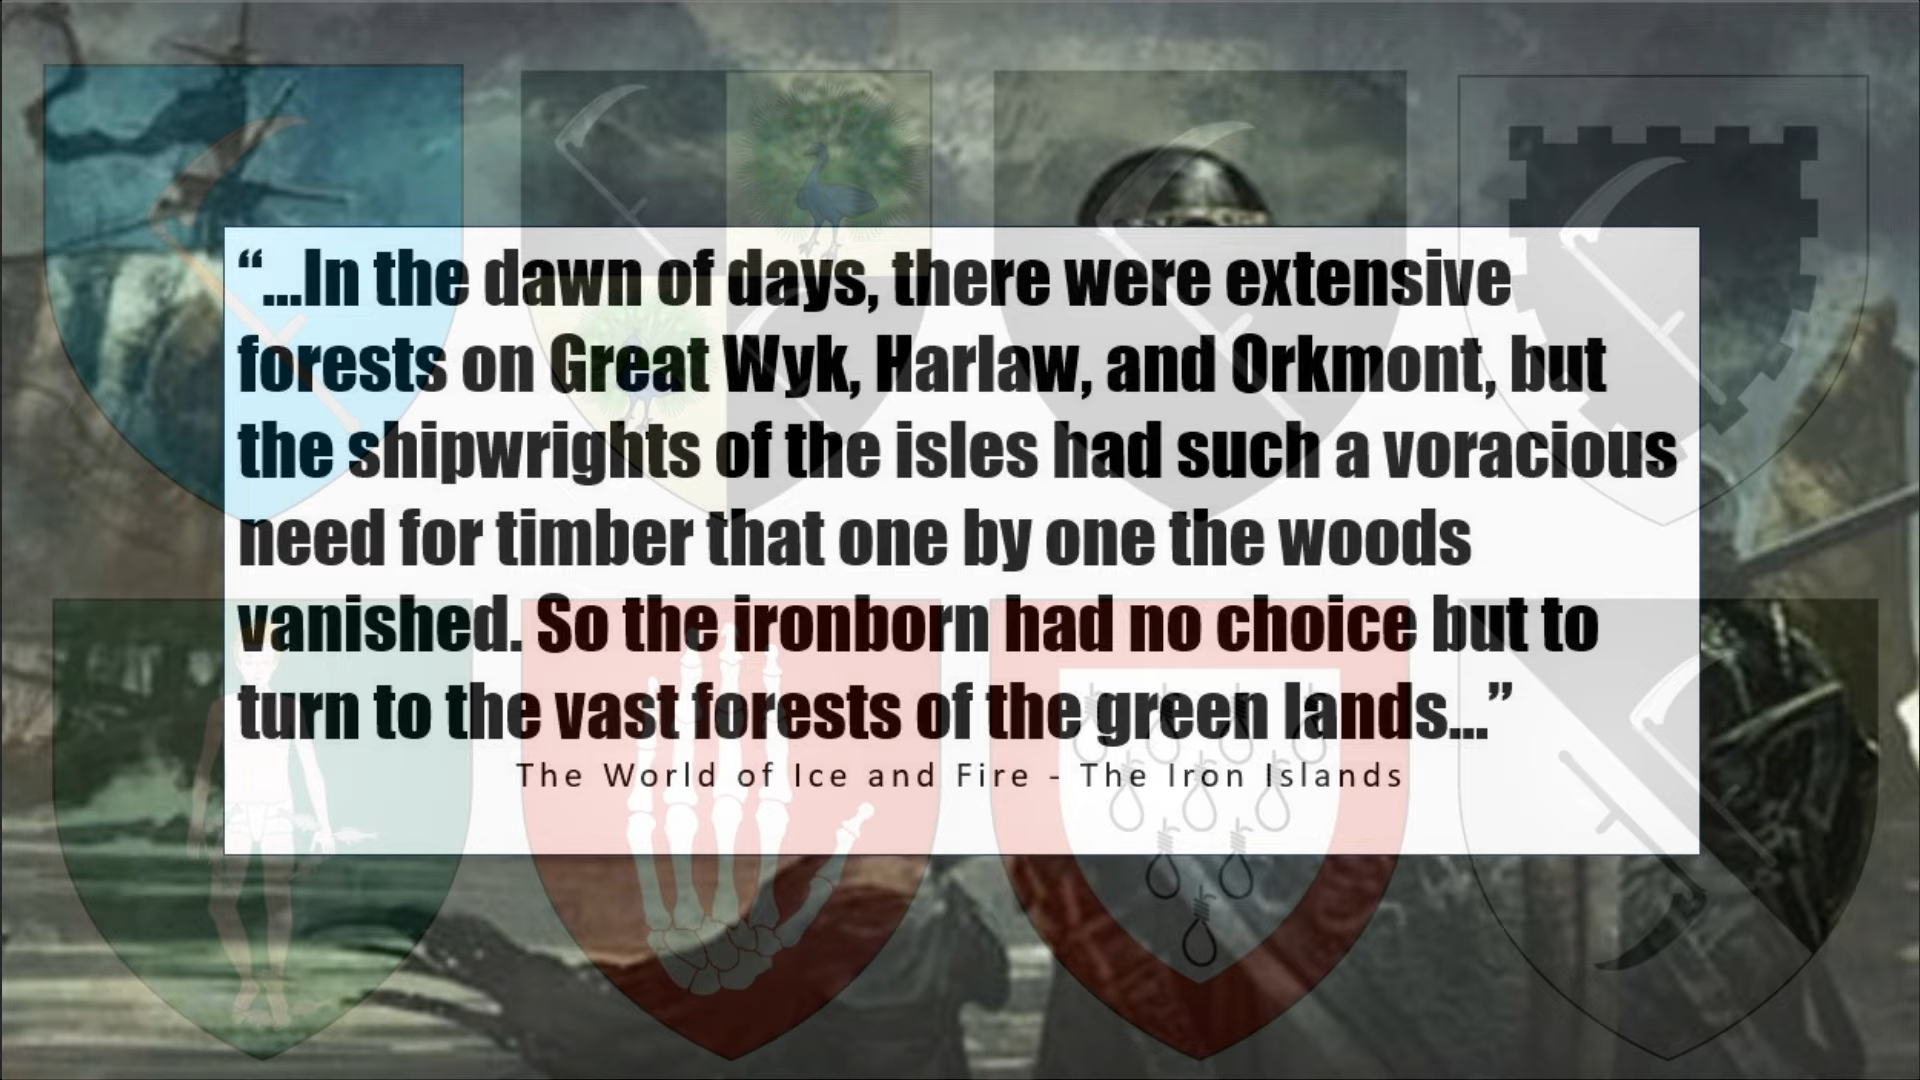 “...In the dawn of days, there were extensive
forests on Great Wyk, Harlaw, and Orkmont, but
the shipwrights of the isles had such a voracious
need for timber that one by one the woods
vanished. So the ironborn had no choice but to
turn to the vast forests of the green lands...”
The World of Ice and Fire - The Iron Islands